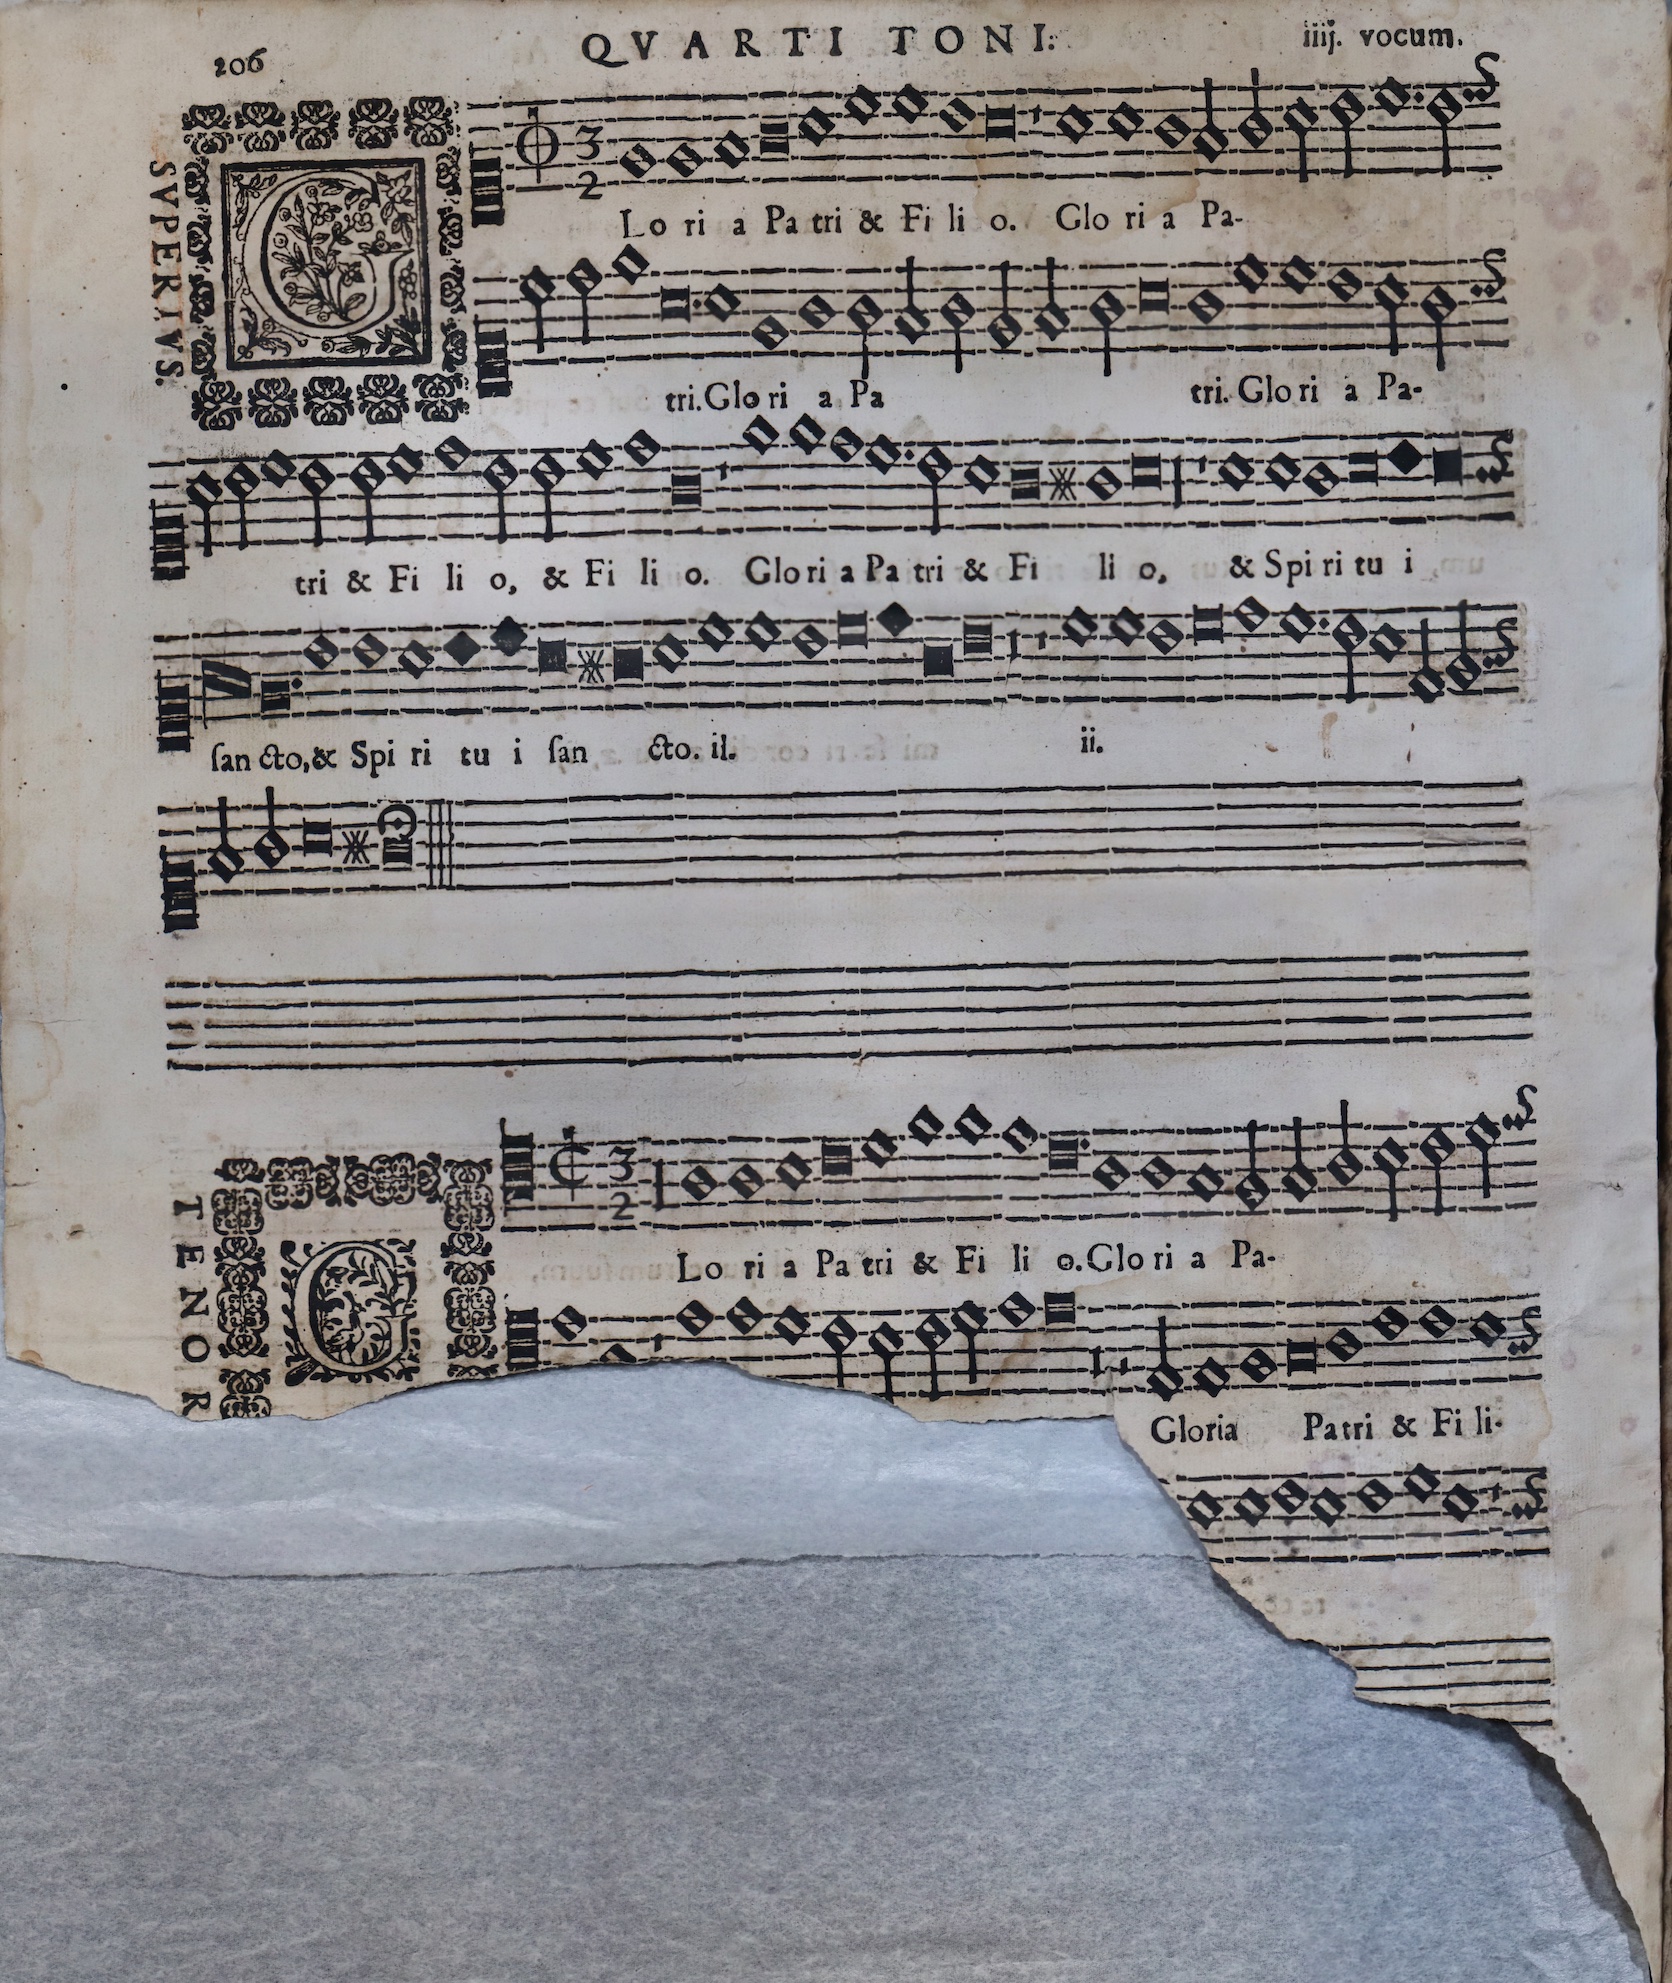 206 QVARTI TONI. iiij. vocum.
SVPERIVS.
G
3
2
Lo ri a Pa tri & Fi li o. Glo ri a Pa-
tri. Glo ri a Pa tri. Glo ri a Pa-
tri & Fi li o, & Fi li o. Glo ri a Pa tri & Fi li o, & Spi ri tu i
ſan cto, & Spi ri tu i ſan cto. il. ii.
TENOR
G
3
2
Lo ri a Pa tri & Fi li o. Glo ri a Pa-
Gloria Patri & Fi li-